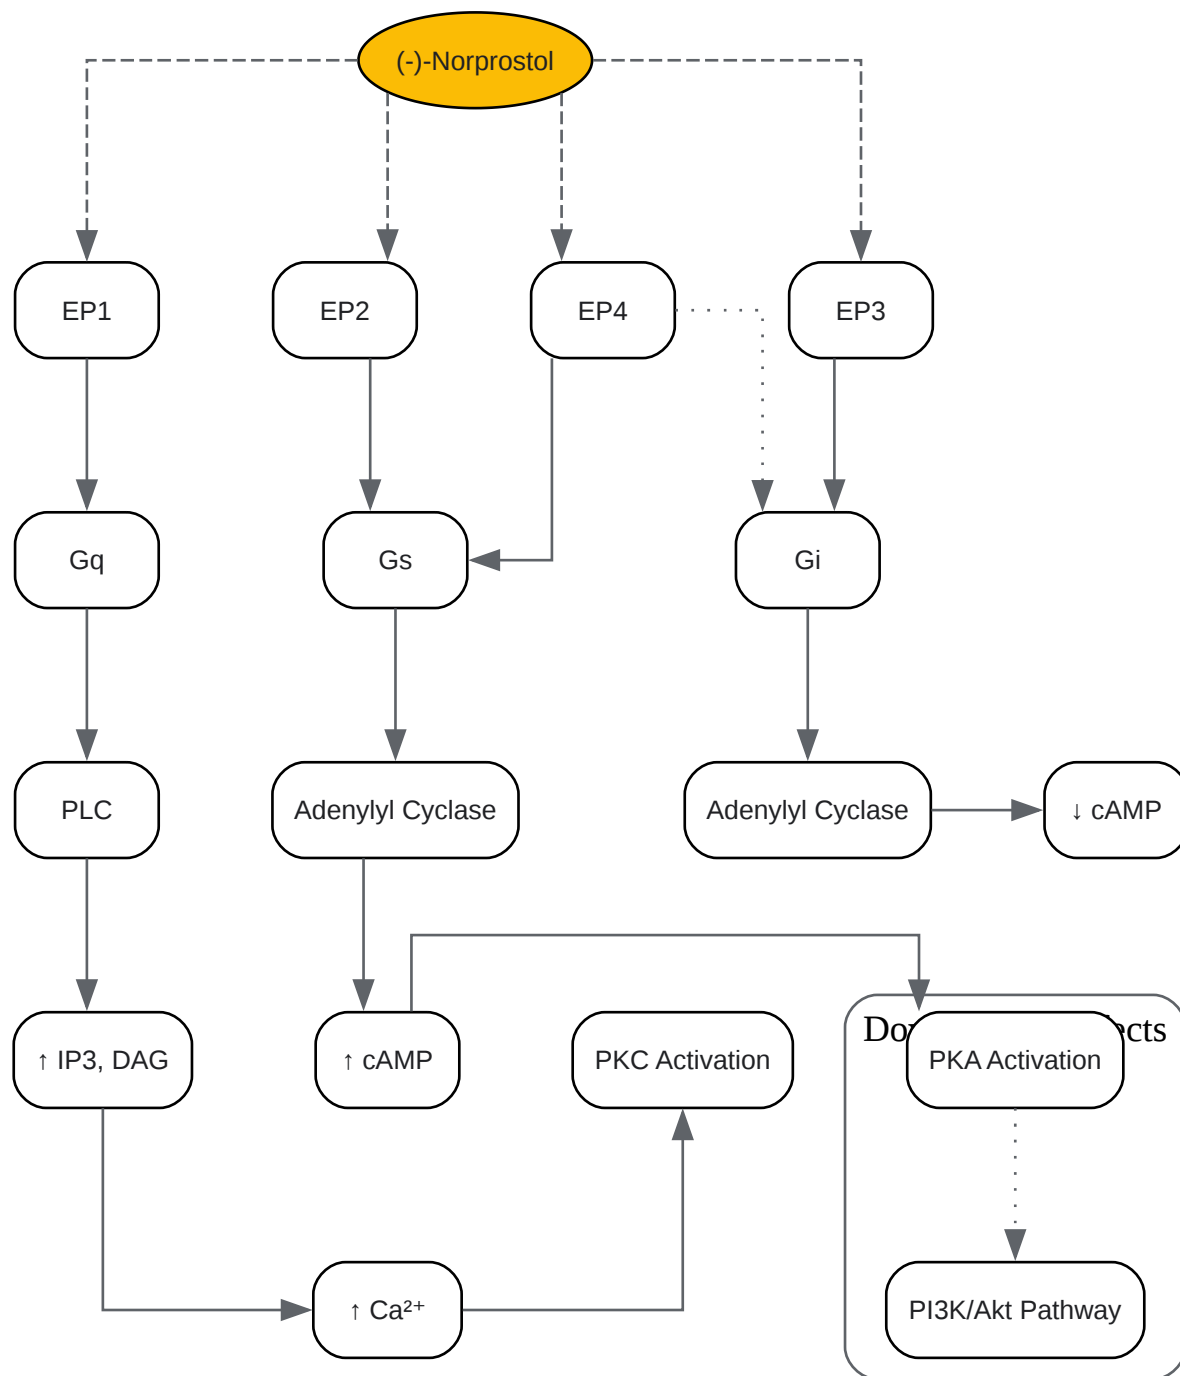 (-)-Norprostol
EP1
EP2
EP4
EP3
Gq
Gs
Gi
PLC
Adenylyl Cyclase
Adenylyl Cyclase
↓ cAMP
↑ IP3, DAG
↑ cAMP
PKC Activation
PKA Activation
↑ Ca²⁺
PI3K/Akt Pathway